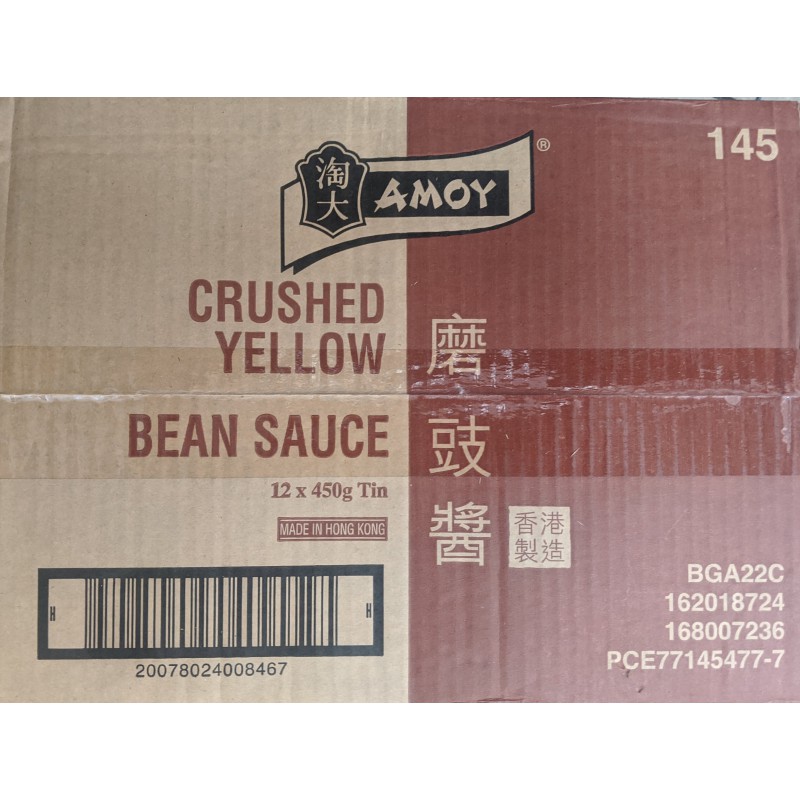 145
淘大
AMOY®
CRUSHED
YELLOW
BEAN SAUCE
12 x 450g Tin
MADE IN HONG KONG
磨豉醬
香港
製造
H H
20078024008467
BGA22C
162018724
168007236
PCE77145477-7